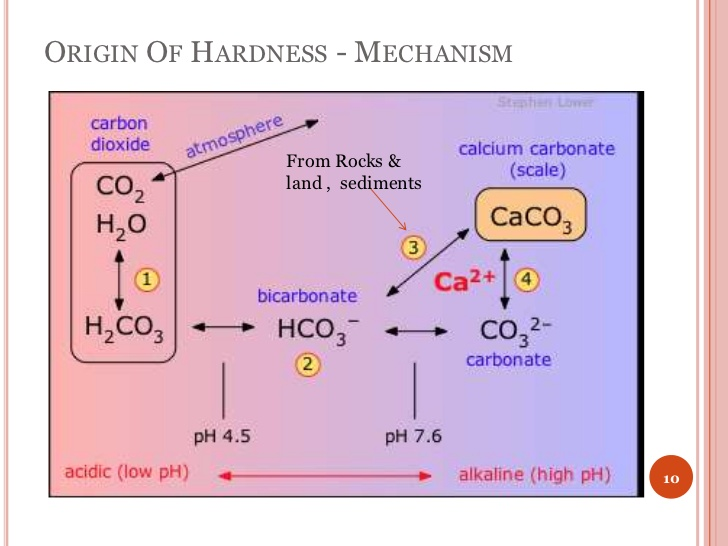 ORIGIN OF HARDNESS - MECHANISM
Stephen Lower
carbon
dioxide
atmosphere
From Rocks &
land , sediments
calcium carbonate
(scale)
CO₂
H₂O
CaCO₃
3
1
Ca²⁺
4
bicarbonate
H₂CO₃
HCO₃⁻
CO₃²⁻
2
carbonate
pH 4.5
pH 7.6
acidic (low pH)
alkaline (high pH)
10